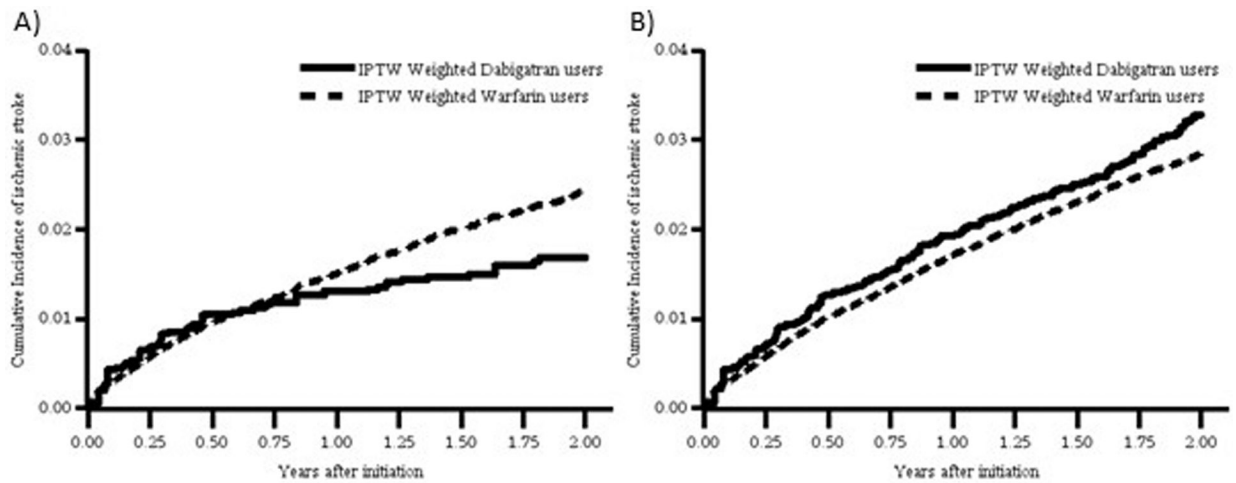 A)
Cumulative Incidence of ischemic stroke
0.04
0.03
0.02
0.01
0.00
IPTW Weighted Dabigatran users
IPTW Weighted Warfarin users
0.00 0.25 0.50 0.75 1.00 1.25 1.50 1.75 2.00
Years after initiation
B)
Cumulative Incidence of ischemic stroke
0.04
0.03
0.02
0.01
0.00
IPTW Weighted Dabigatran users
IPTW Weighted Warfarin users
0.00 0.25 0.50 0.75 1.00 1.25 1.50 1.75 2.00
Years after initiation